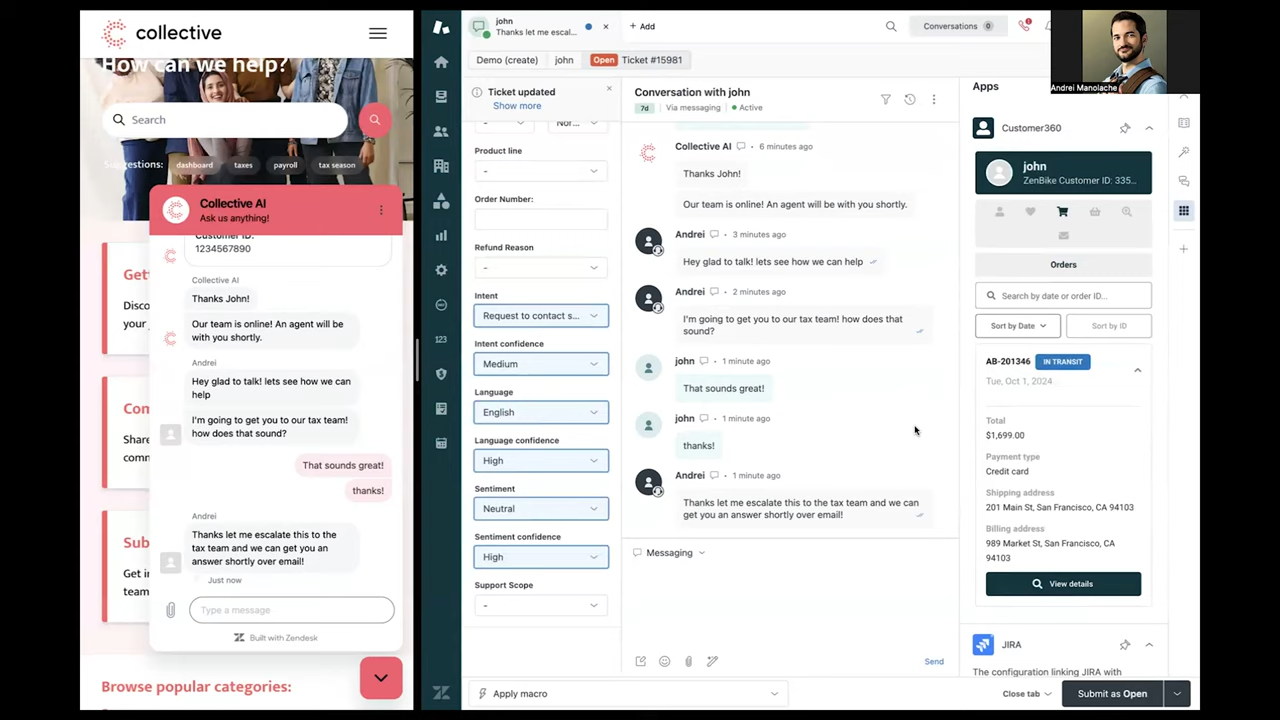 collective
How can we help?
Search
Suggestions:
dashboard
taxes
payroll
tax season
Collective AI
Ask us anything!
Customer ID:
1234567890
Collective AI
Thanks John!
Our team is online! An agent will be
with you shortly.
Andrei
Hey glad to talk! lets see how we can
help
I'm going to get you to our tax team!
how does that sound?
That sounds great!
thanks!
Andrei
Thanks let me escalate this to the
tax team and we can get you an
answer shortly over email!
Just now
Type a message
Built with Zendesk
Get
Disco
your
Com
Share
comm
Sub
Get in
team
Browse popular categories:
john
Thanks let me escal...
+ Add
Conversations 0
Demo (create)
john
Open Ticket #15981
Ticket updated
Show more
-
Nor...
Product line
-
Order Number:
Refund Reason
-
Intent
Request to contact s...
Intent confidence
Medium
Language
English
Language confidence
High
Sentiment
Neutral
Sentiment confidence
High
Support Scope
-
Conversation with john
7d Via messaging • Active
Collective AI • 6 minutes ago
Thanks John!
Our team is online! An agent will be with you shortly.
Andrei • 3 minutes ago
Hey glad to talk! lets see how we can help
Andrei • 2 minutes ago
I'm going to get you to our tax team! how does that
sound?
john • 1 minute ago
That sounds great!
john • 1 minute ago
thanks!
Andrei • 1 minute ago
Thanks let me escalate this to the tax team and we can
get you an answer shortly over email!
Messaging
Send
Apply macro
Close tab
Submit as Open
Andrei Manolache
Apps
Customer360
john
ZenBike Customer ID: 335...
Orders
Search by date or order ID...
Sort by Date
Sort by ID
AB-201346 IN TRANSIT
Tue, Oct 1, 2024
Total
$1,699.00
Payment type
Credit card
Shipping address
201 Main St, San Francisco, CA 94103
Billing address
989 Market St, San Francisco, CA
94103
View details
JIRA
The configuration linking JIRA with
123